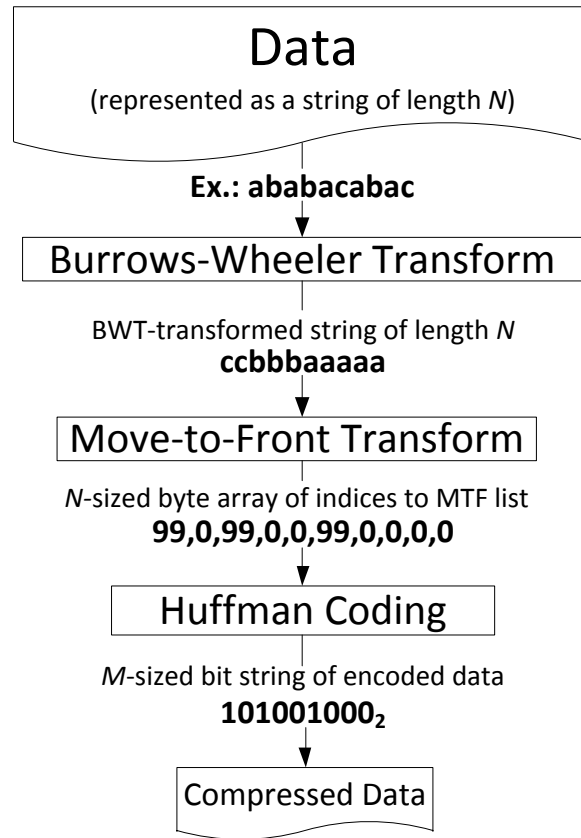 Data
(represented as a string of length N)
Ex.: ababacabac
Burrows-Wheeler Transform
BWT-transformed string of length N
ccbbbaaaaa
Move-to-Front Transform
N-sized byte array of indices to MTF list
99,0,99,0,0,99,0,0,0,0
Huffman Coding
M-sized bit string of encoded data
101001000₂
Compressed Data